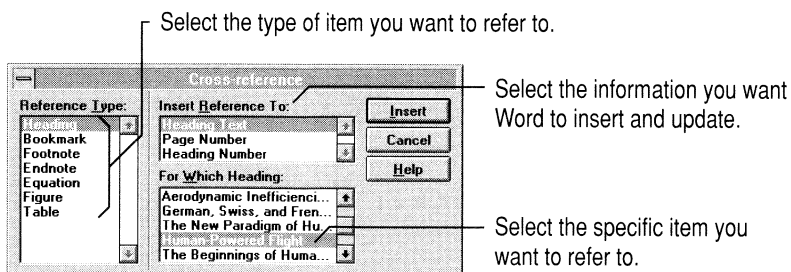 Select the type of item you want to refer to.
Cross-reference
Reference Type:
Heading
Bookmark
Footnote
Endnote
Equation
Figure
Table
Insert Reference To:
Heading Text
Page Number
Heading Number
For Which Heading:
Aerodynamic Inefficienci...
German, Swiss, and Fren...
The New Paradigm of Hu...
Human-Powered Flight
The Beginnings of Huma...
Insert
Cancel
Help
Select the information you want
Word to insert and update.
Select the specific item you
want to refer to.